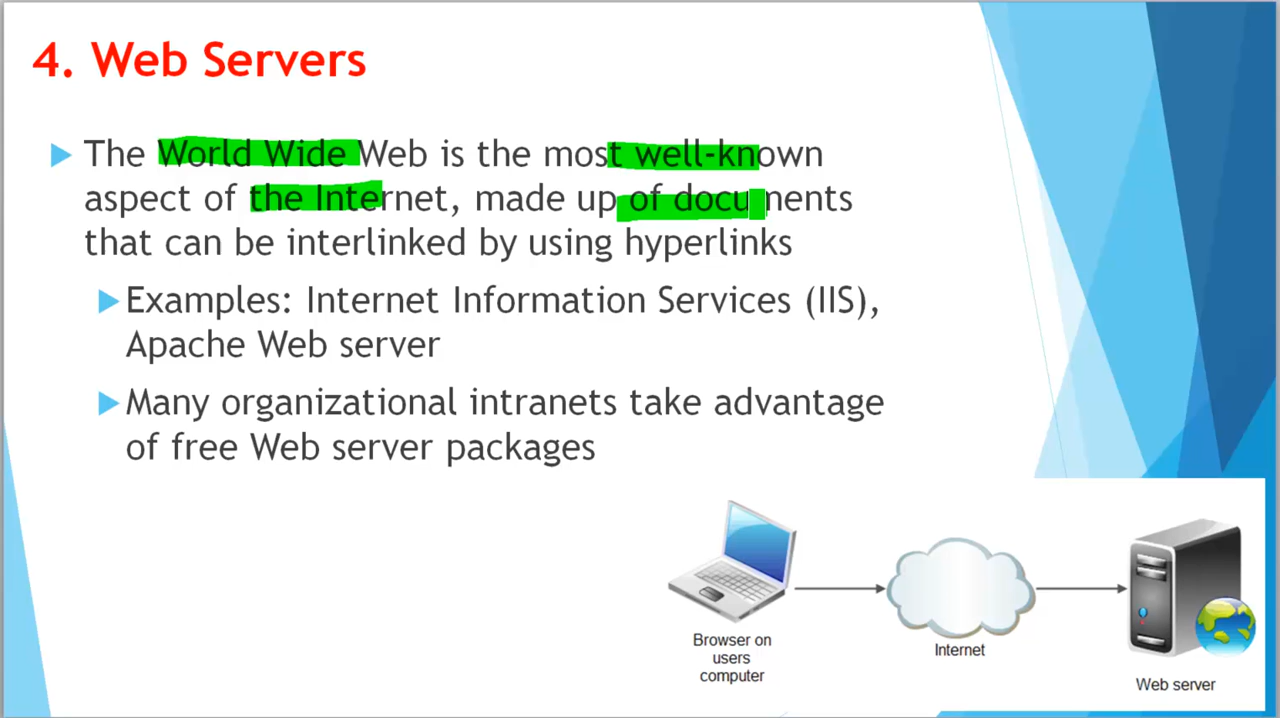 4. Web Servers
The World Wide Web is the most well-known
aspect of the Internet, made up of documents
that can be interlinked by using hyperlinks
Examples: Internet Information Services (IIS),
Apache Web server
Many organizational intranets take advantage
of free Web server packages
Browser on
users
computer
Internet
Web server